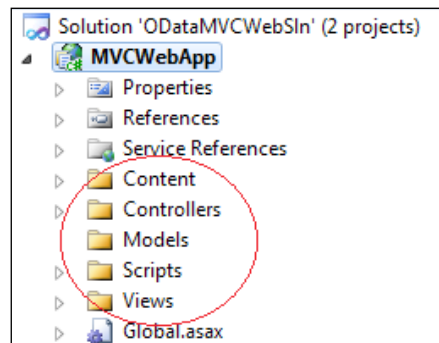 Solution 'ODataMVCWebSln' (2 projects)
MVCWebApp
Properties
References
Service References
Content
Controllers
Models
Scripts
Views
Global.asax